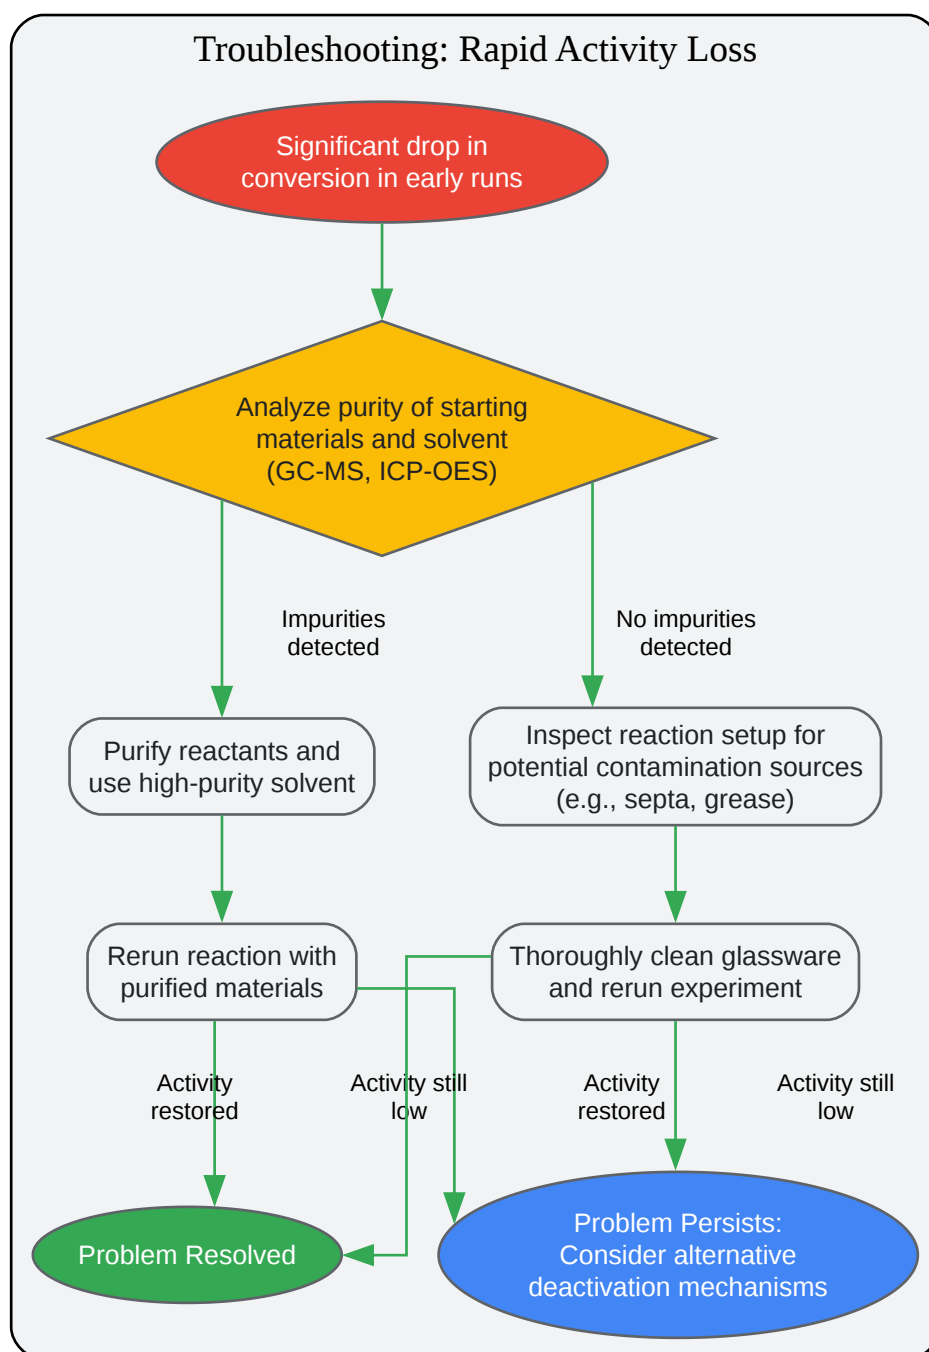 Troubleshooting: Rapid Activity Loss
Significant drop in
conversion in early runs
Analyze purity of starting
materials and solvent
(GC-MS, ICP-OES)
Impurities
detected
No impurities
detected
Purify reactants and
use high-purity solvent
Inspect reaction setup for
potential contamination sources
(e.g., septa, grease)
Rerun reaction with
purified materials
Thoroughly clean glassware
and rerun experiment
Activity
restored
Activity still
low
Activity
restored
Activity still
low
Problem Resolved
Problem Persists:
Consider alternative
deactivation mechanisms